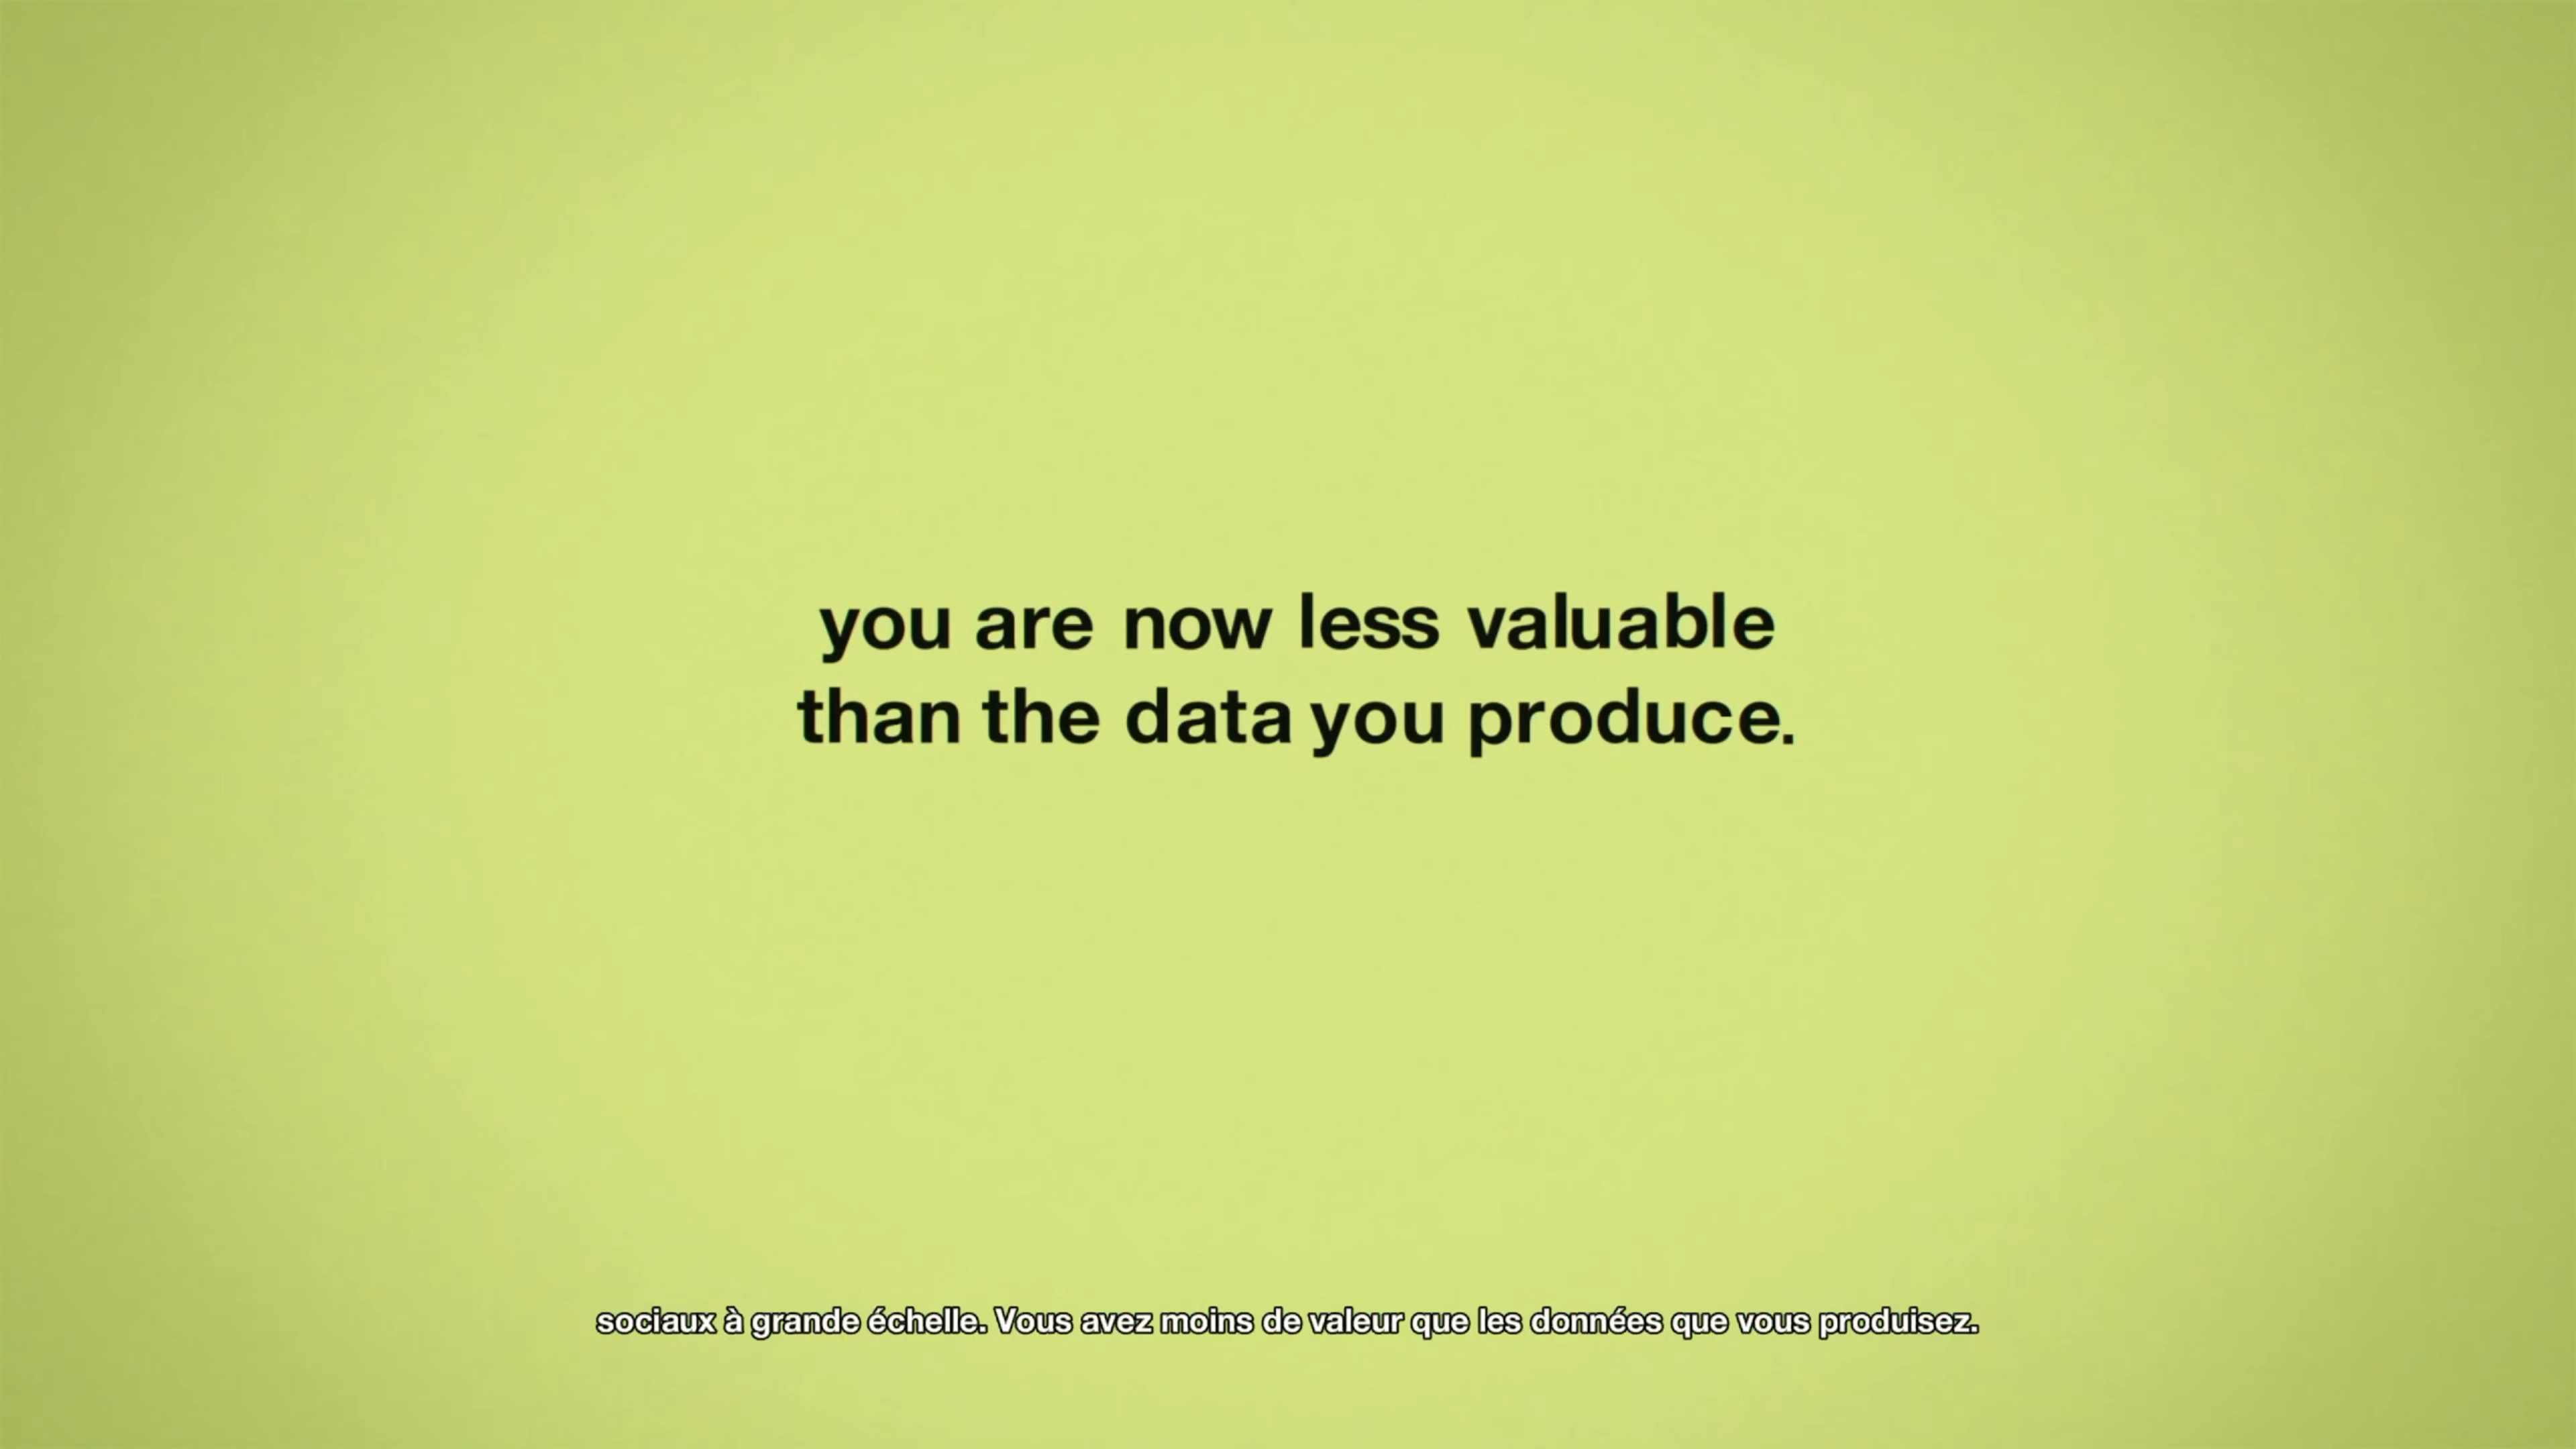 you are now less valuable
than the data you produce.
sociaux à grande échelle. Vous avez moins de valeur que les données que vous produisez.